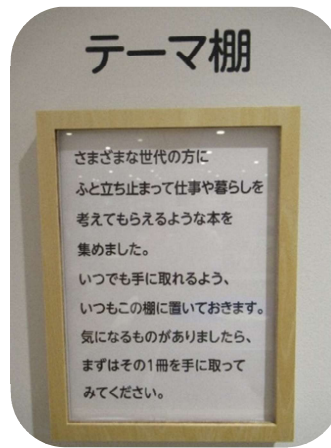 テーマ棚
さまざまな世代の方に
ふと立ち止まって仕事や暮らしを
考えてもらえるような本を
集めました。
いつでも手に取れるよう、
いつもこの棚に置いておきます。
気になるものがありましたら、
まずはその1冊を手に取って
みてください。